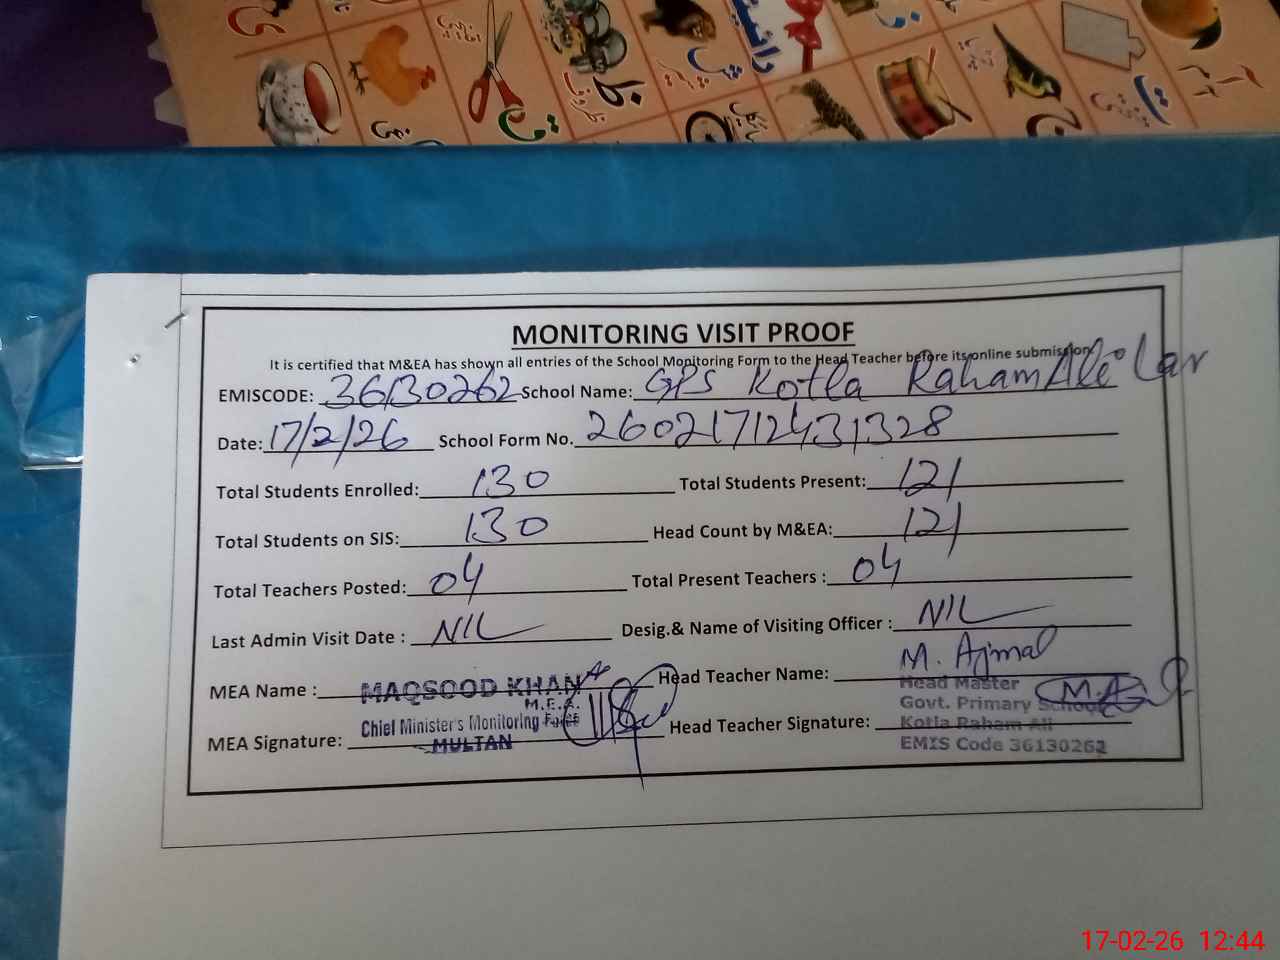 ظ
ق
ش
ج
ت
MONITORING VISIT PROOF
It is certified that M&EA has shown all entries of the School Monitoring Form to the Head Teacher before its online submission.
EMISCODE: 36130262 School Name: GPS Kotla Raham Ali Lar
Date: 17/2/26 School Form No. 26021712431328
Total Students Enrolled: 130 Total Students Present: 121
Total Students on SIS: 130 Head Count by M&EA: 121
Total Teachers Posted: 04 Total Present Teachers : 04
Last Admin Visit Date : NIL Desig.& Name of Visiting Officer : NIL
MEA Name : MAQSOOD KHAN Head Teacher Name: M. Ajmal
M.E.A.
Chief Minister's Monitoring Force
MULTAN
MEA Signature: Head Teacher Signature:
Head Master
Govt. Primary School
Kotla Raham Ali
EMIS Code 36130262
17-02-26 12:44